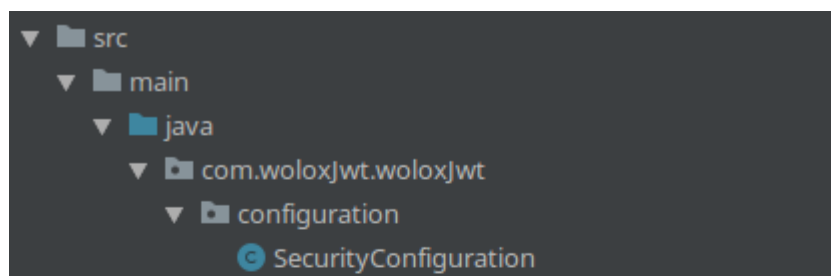 src
main
java
com.woloxJwt.woloxJwt
configuration
SecurityConfiguration